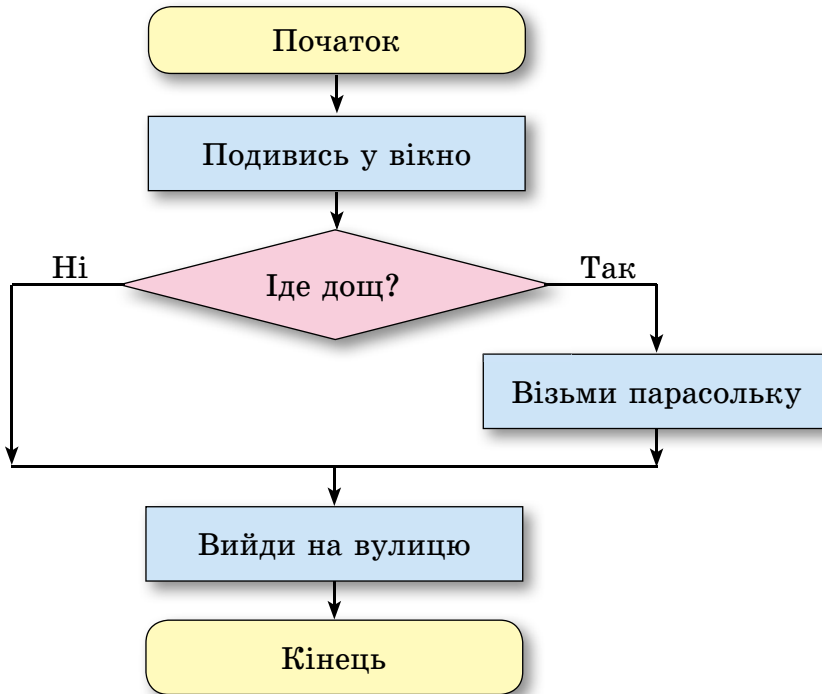 Початок
Подивись у вікно
Іде дощ?
Ні
Так
Візьми парасольку
Вийди на вулицю
Кінець